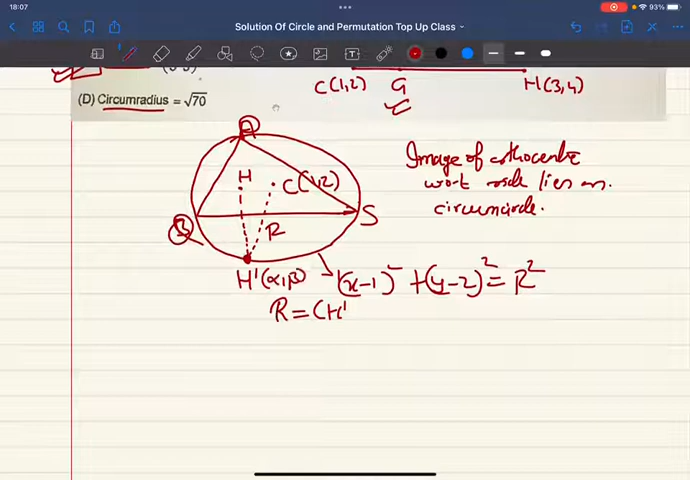 18:07
93%
Solution Of Circle and Permutation Top Up Class
C(1,2) G H(3,4)
(D) Circumradius = √70
A
H
C(1,2)
B
S
R
H'(α,β)
(x-1)² + (y-2)² = R²
R = CH'
Image of orthocentre
w.r.t side lies on
circumcircle.